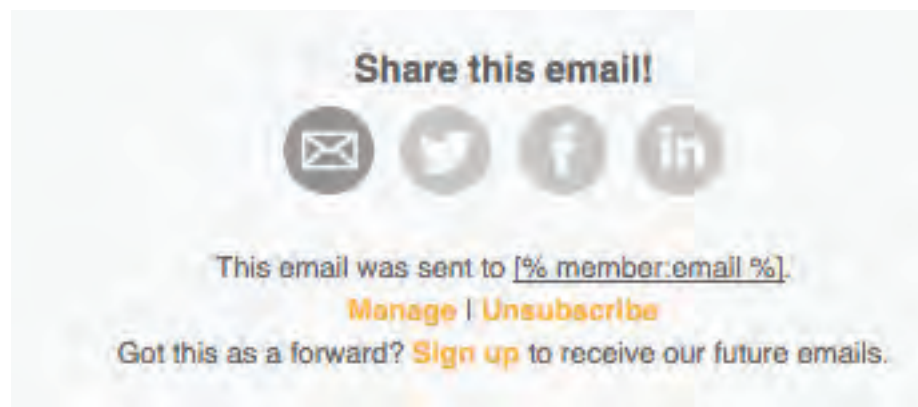 Share this email!
in
This email was sent to [% member:email %].
Manage | Unsubscribe
Got this as a forward? Sign up to receive our future emails.